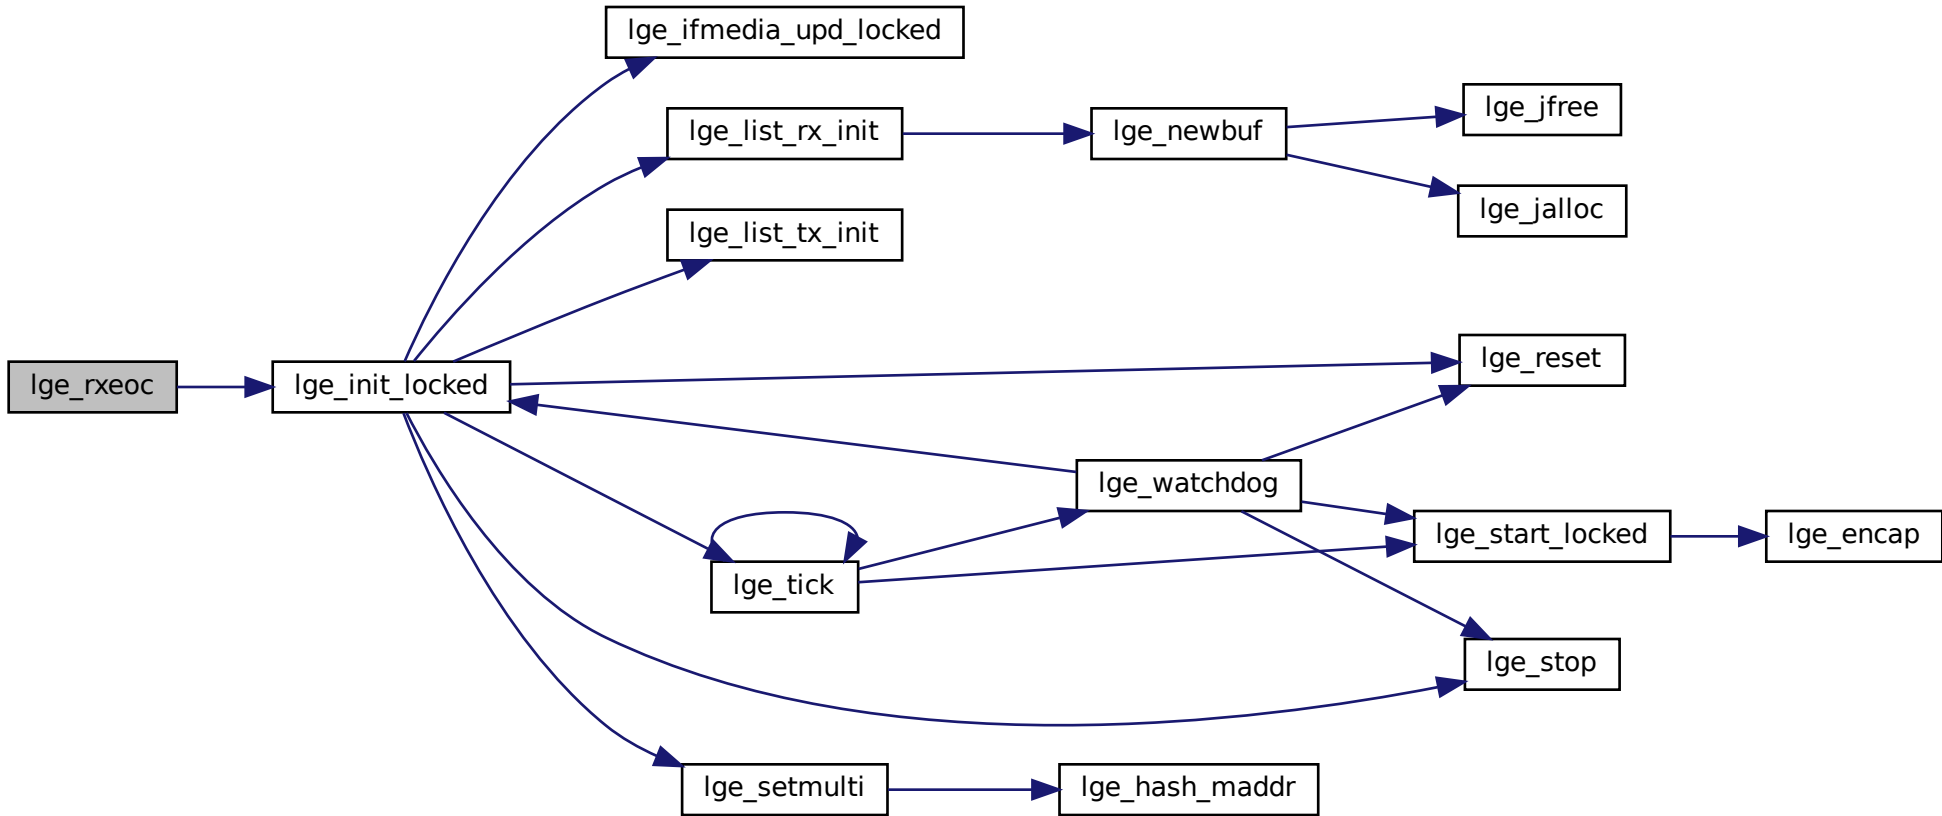 lge_ifmedia_upd_locked
lge_list_rx_init
lge_newbuf
lge_jfree
lge_jalloc
lge_list_tx_init
lge_rxeoc
lge_init_locked
lge_reset
lge_watchdog
lge_start_locked
lge_encap
lge_tick
lge_stop
lge_setmulti
lge_hash_maddr